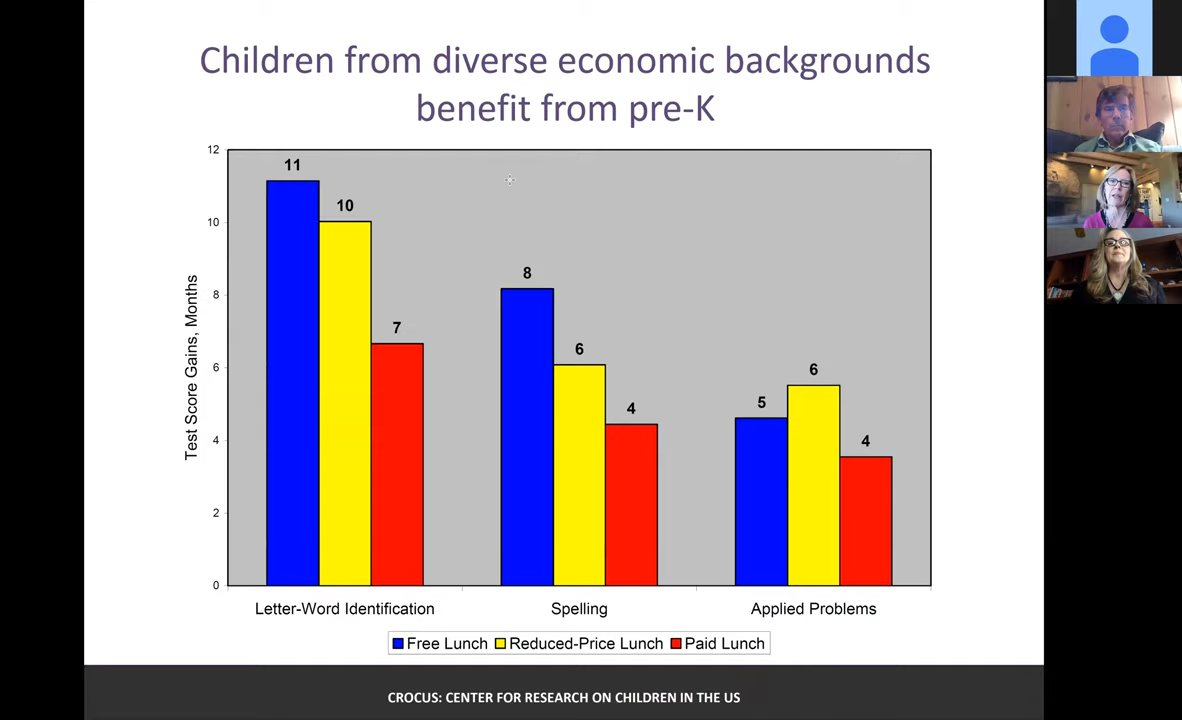 Children from diverse economic backgrounds
benefit from pre-K
12
10
8
6
4
2
0
Test Score Gains, Months
11
10
7
8
6
4
5
6
4
Letter-Word Identification
Spelling
Applied Problems
Free Lunch Reduced-Price Lunch Paid Lunch
CROCUS: CENTER FOR RESEARCH ON CHILDREN IN THE US